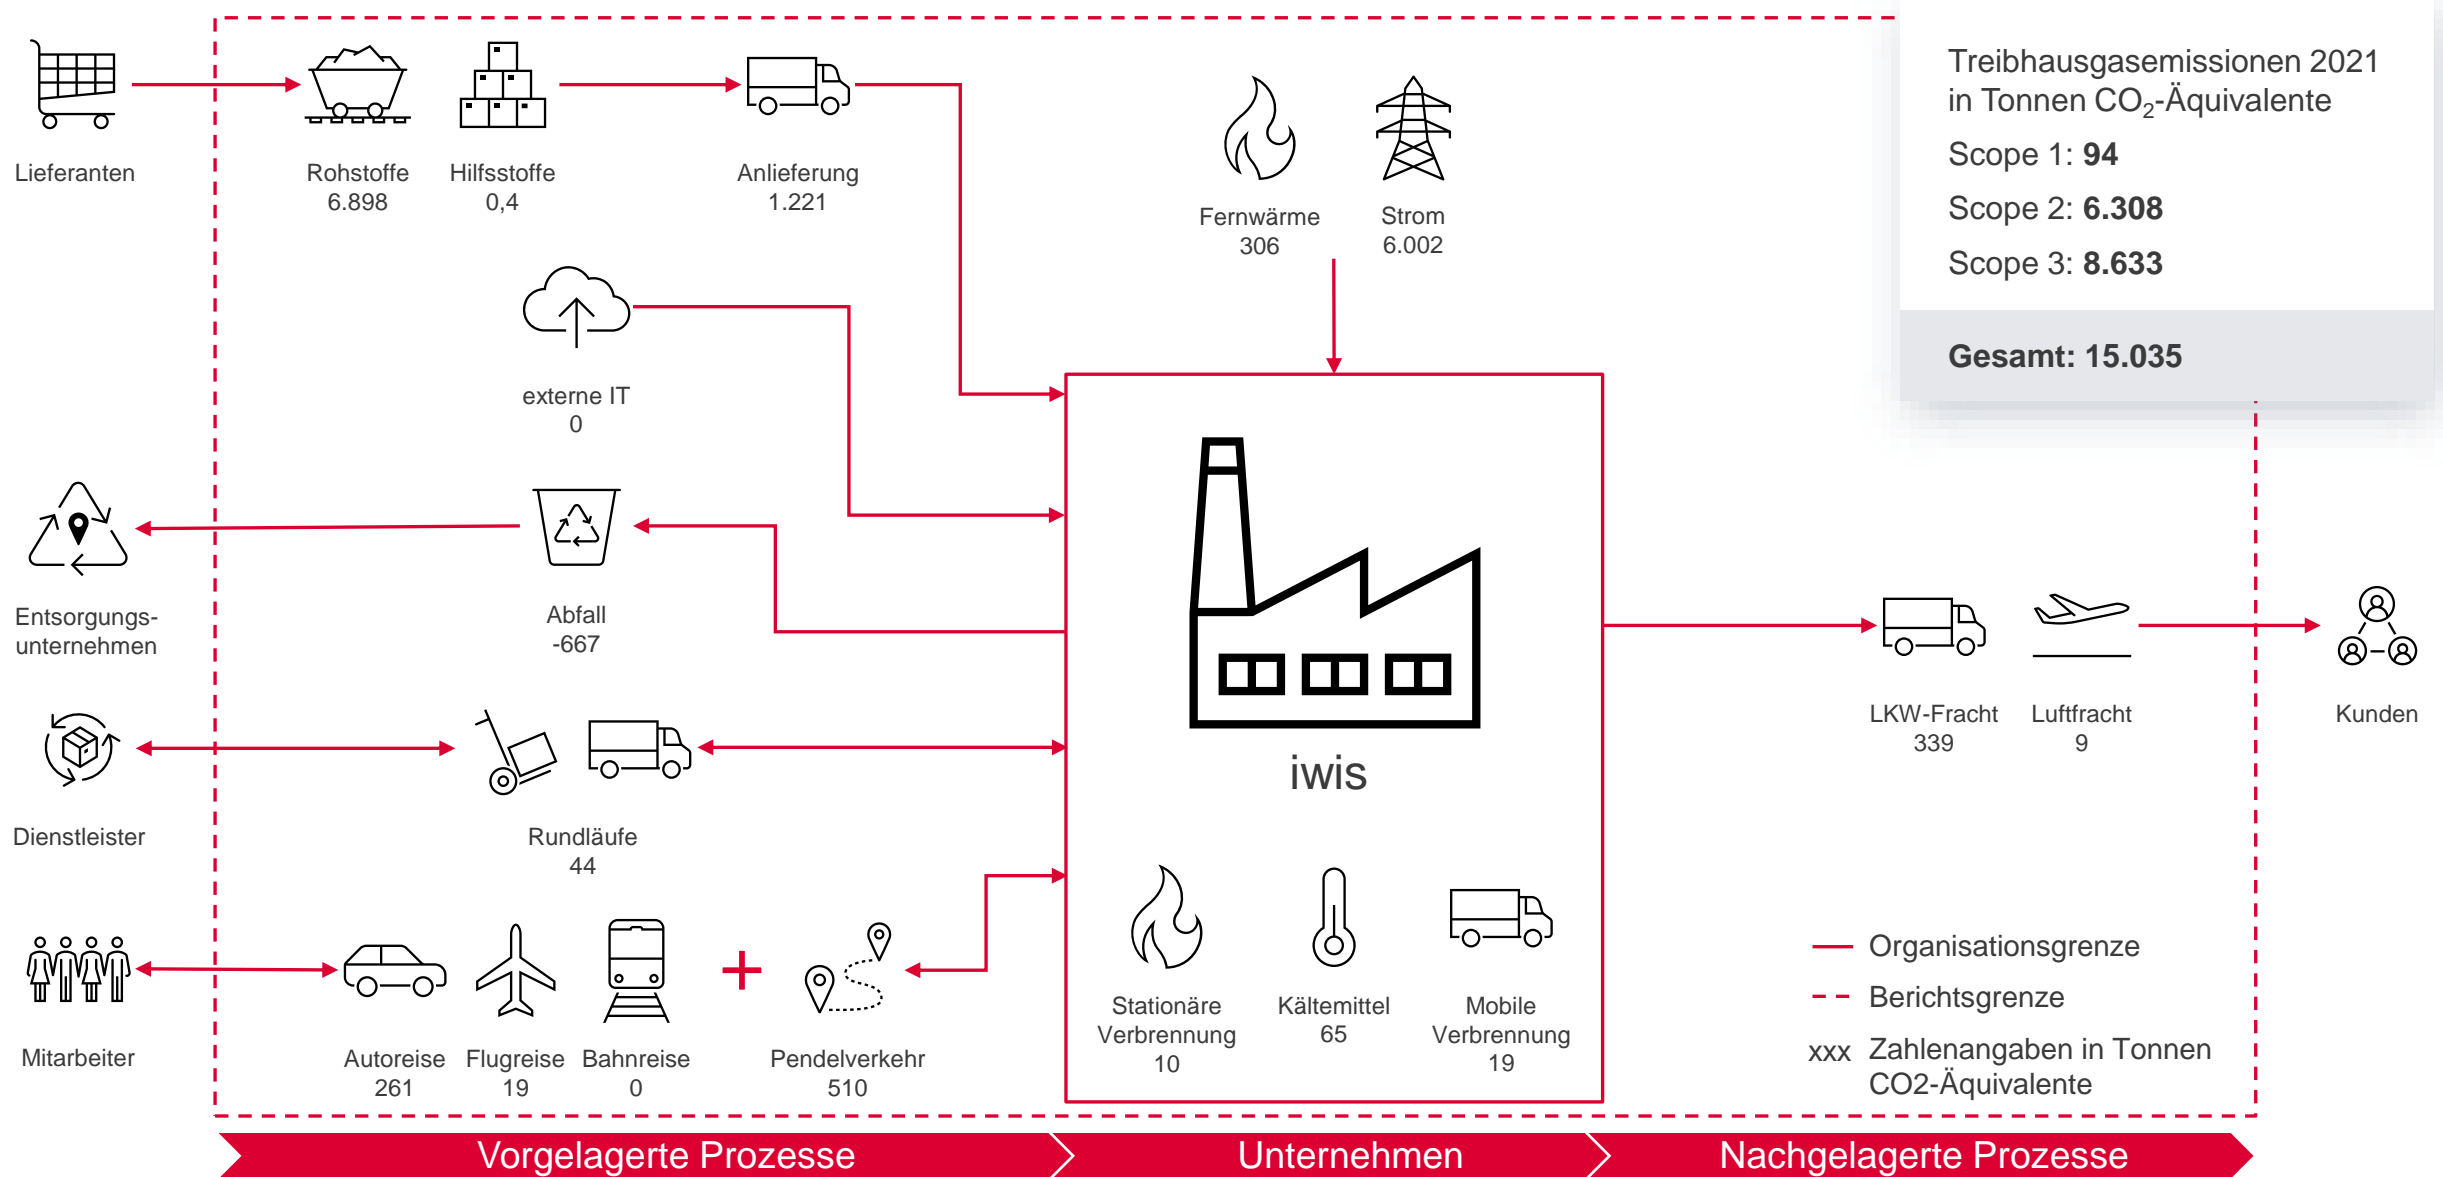 Treibhausgasemissionen 2021
in Tonnen CO₂-Äquivalente
Scope 1: 94
Scope 2: 6.308
Scope 3: 8.633
Gesamt: 15.035
Lieferanten
Rohstoffe
6.898
Hilfsstoffe
0,4
Anlieferung
1.221
Fernwärme
306
Strom
6.002
externe IT
0
Entsorgungs-
unternehmen
Abfall
-667
iwis
LKW-Fracht
339
Luftfracht
9
Kunden
Dienstleister
Rundläufe
44
Mitarbeiter
Autoreise
261
Flugreise
19
Bahnreise
0
+
Pendelverkehr
510
Stationäre
Verbrennung
10
Kältemittel
65
Mobile
Verbrennung
19
Organisationsgrenze
Berichtsgrenze
xxx Zahlenangaben in Tonnen
CO2-Äquivalente
Vorgelagerte Prozesse
Unternehmen
Nachgelagerte Prozesse